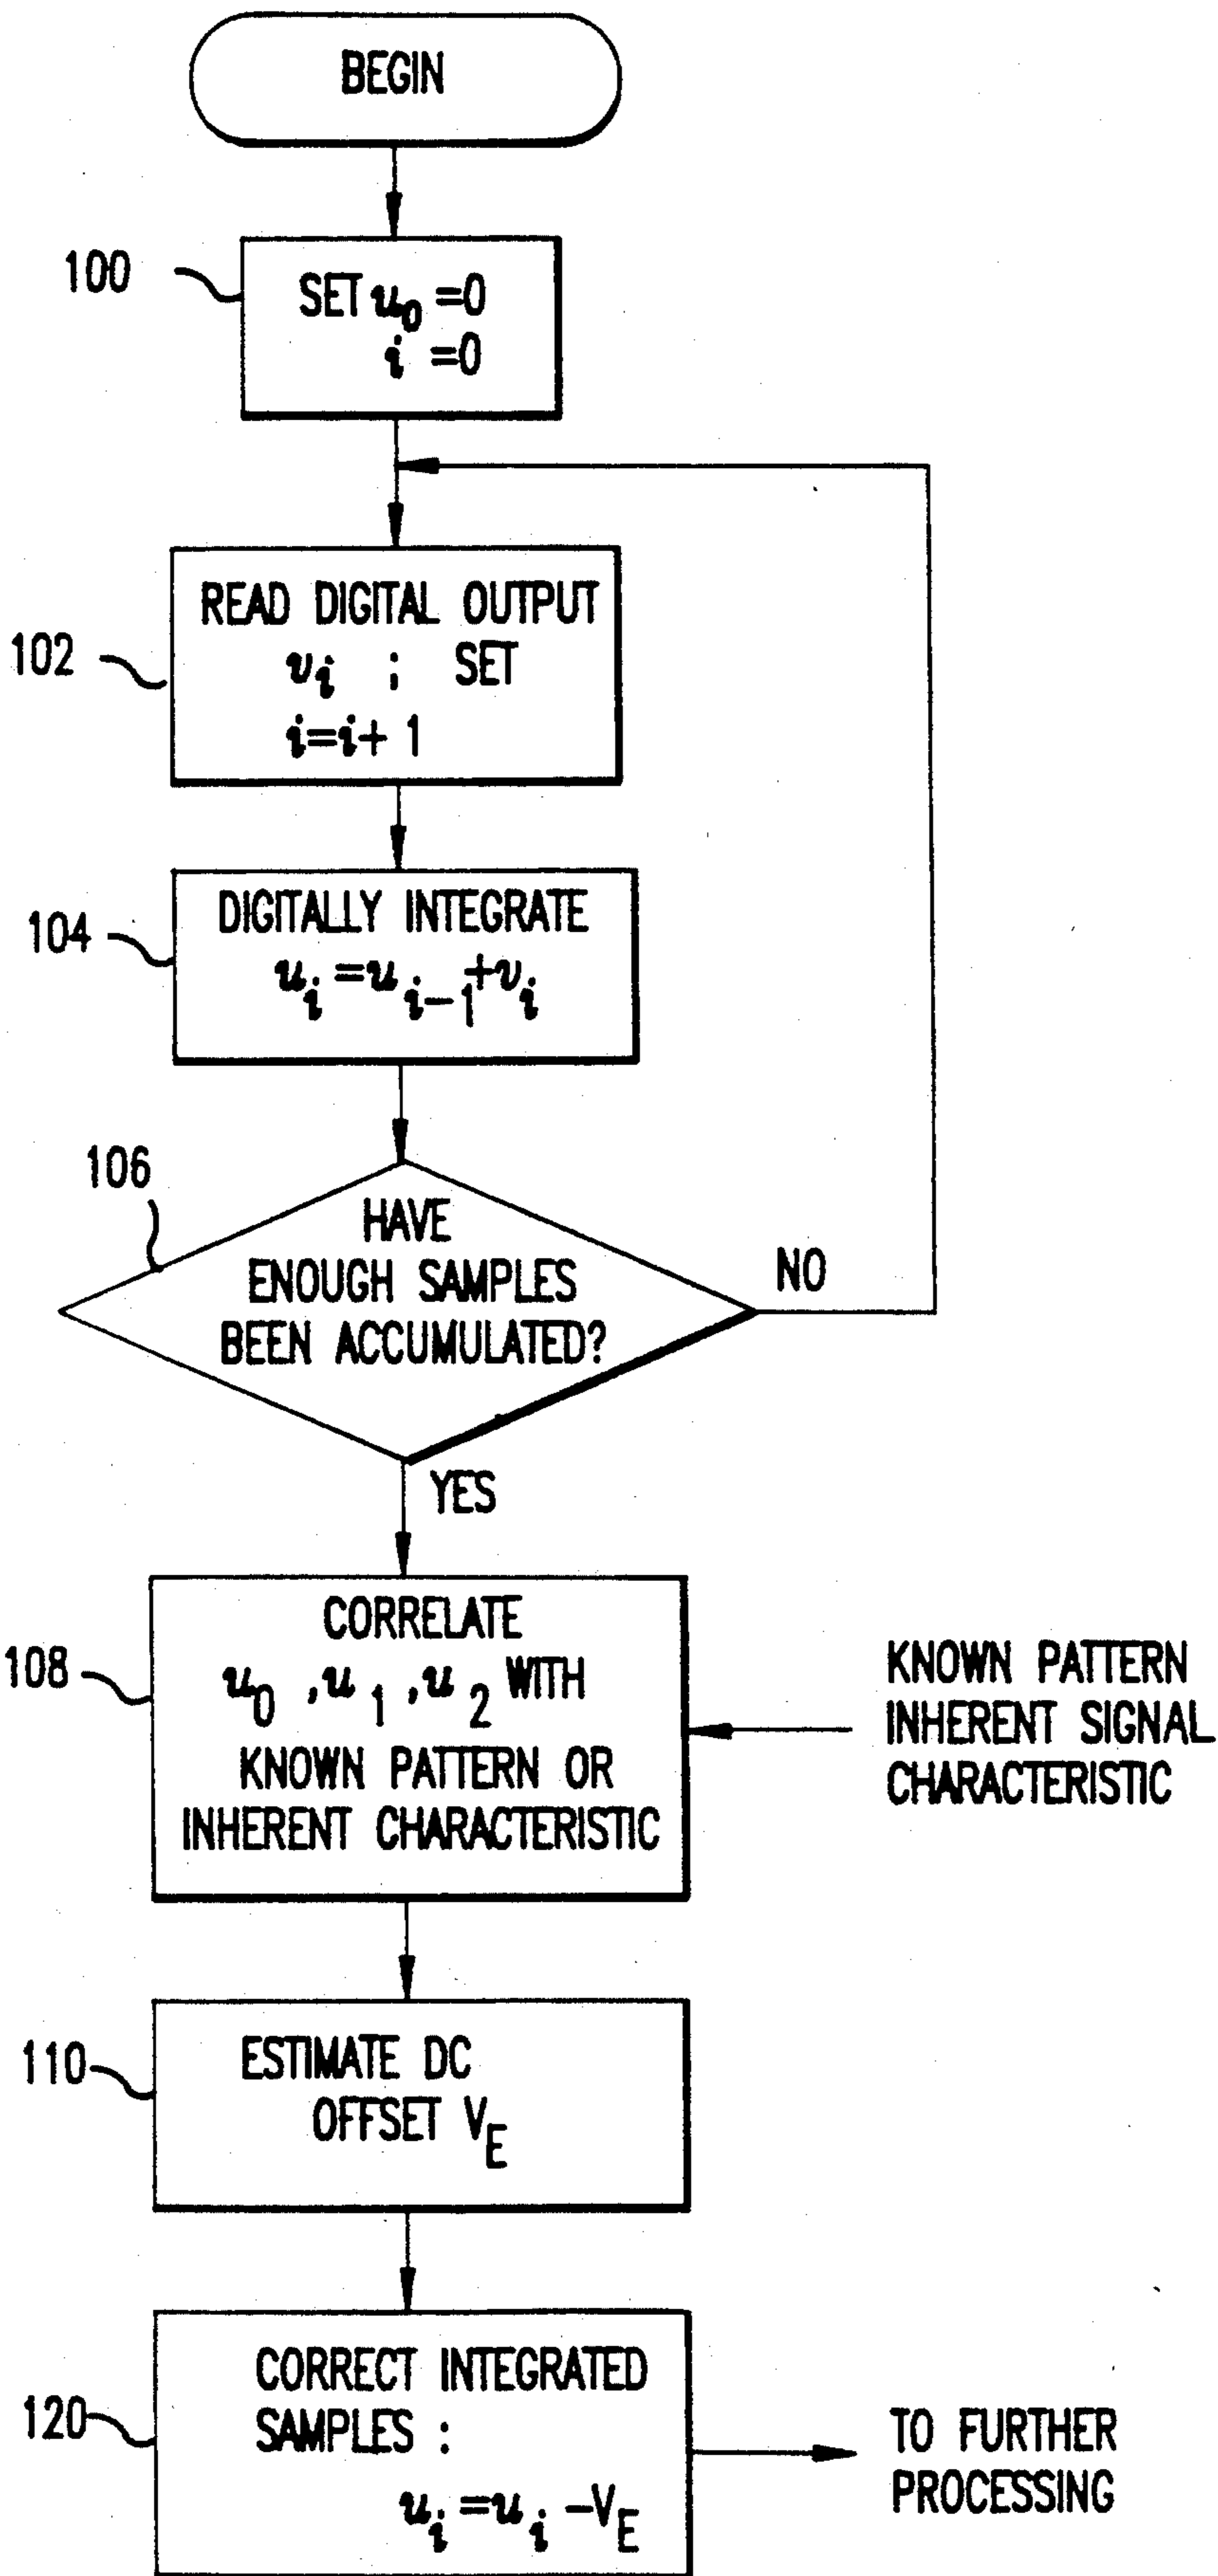 BEGIN
100
SET u₀ =0
i =0
102
READ DIGITAL OUTPUT
vᵢ ; SET
i=i+ 1
104
DIGITALLY INTEGRATE
uᵢ=uᵢ₋₁+vᵢ
106
HAVE
ENOUGH SAMPLES
BEEN ACCUMULATED?
NO
YES
108
CORRELATE
u₀ ,u₁ ,u₂ WITH
KNOWN PATTERN OR
INHERENT CHARACTERISTIC
KNOWN PATTERN
INHERENT SIGNAL
CHARACTERISTIC
110
ESTIMATE DC
OFFSET V_E
120
CORRECT INTEGRATED
SAMPLES :
uᵢ=uᵢ -V_E
TO FURTHER
PROCESSING